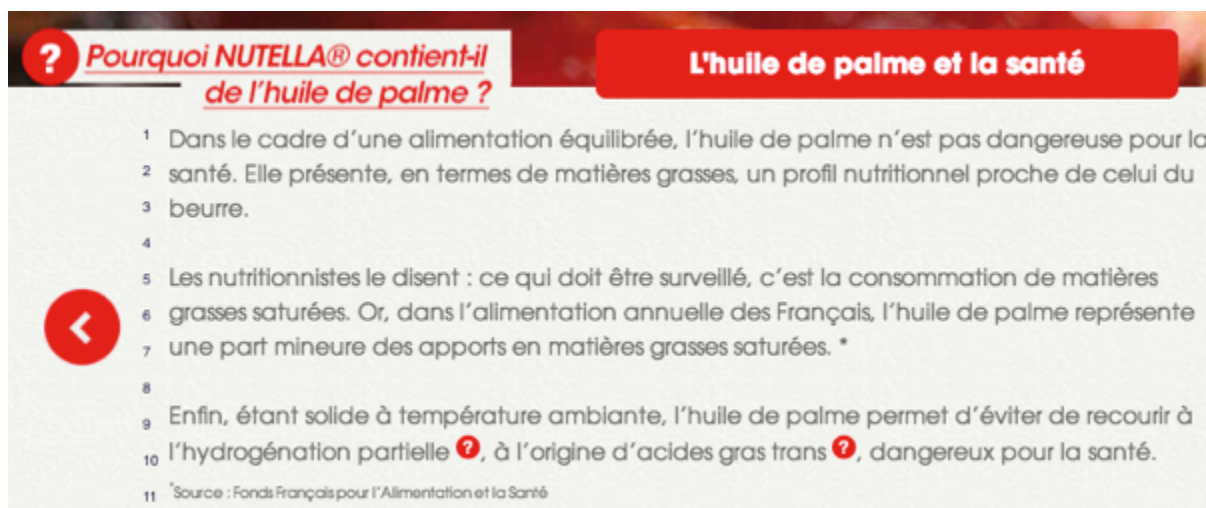 ? Pourquoi NUTELLA® contient-il
de l'huile de palme ?
L'huile de palme et la santé
1 Dans le cadre d'une alimentation équilibrée, l'huile de palme n'est pas dangereuse pour la
2 santé. Elle présente, en termes de matières grasses, un profil nutritionnel proche de celui du
3 beurre.
4
5 Les nutritionnistes le disent : ce qui doit être surveillé, c'est la consommation de matières
6 grasses saturées. Or, dans l'alimentation annuelle des Français, l'huile de palme représente
7 une part mineure des apports en matières grasses saturées. *
8
9 Enfin, étant solide à température ambiante, l'huile de palme permet d'éviter de recourir à
10 l'hydrogénation partielle ?, à l'origine d'acides gras trans ?, dangereux pour la santé.
11 *Source : Fonds Français pour l'Alimentation et la Santé